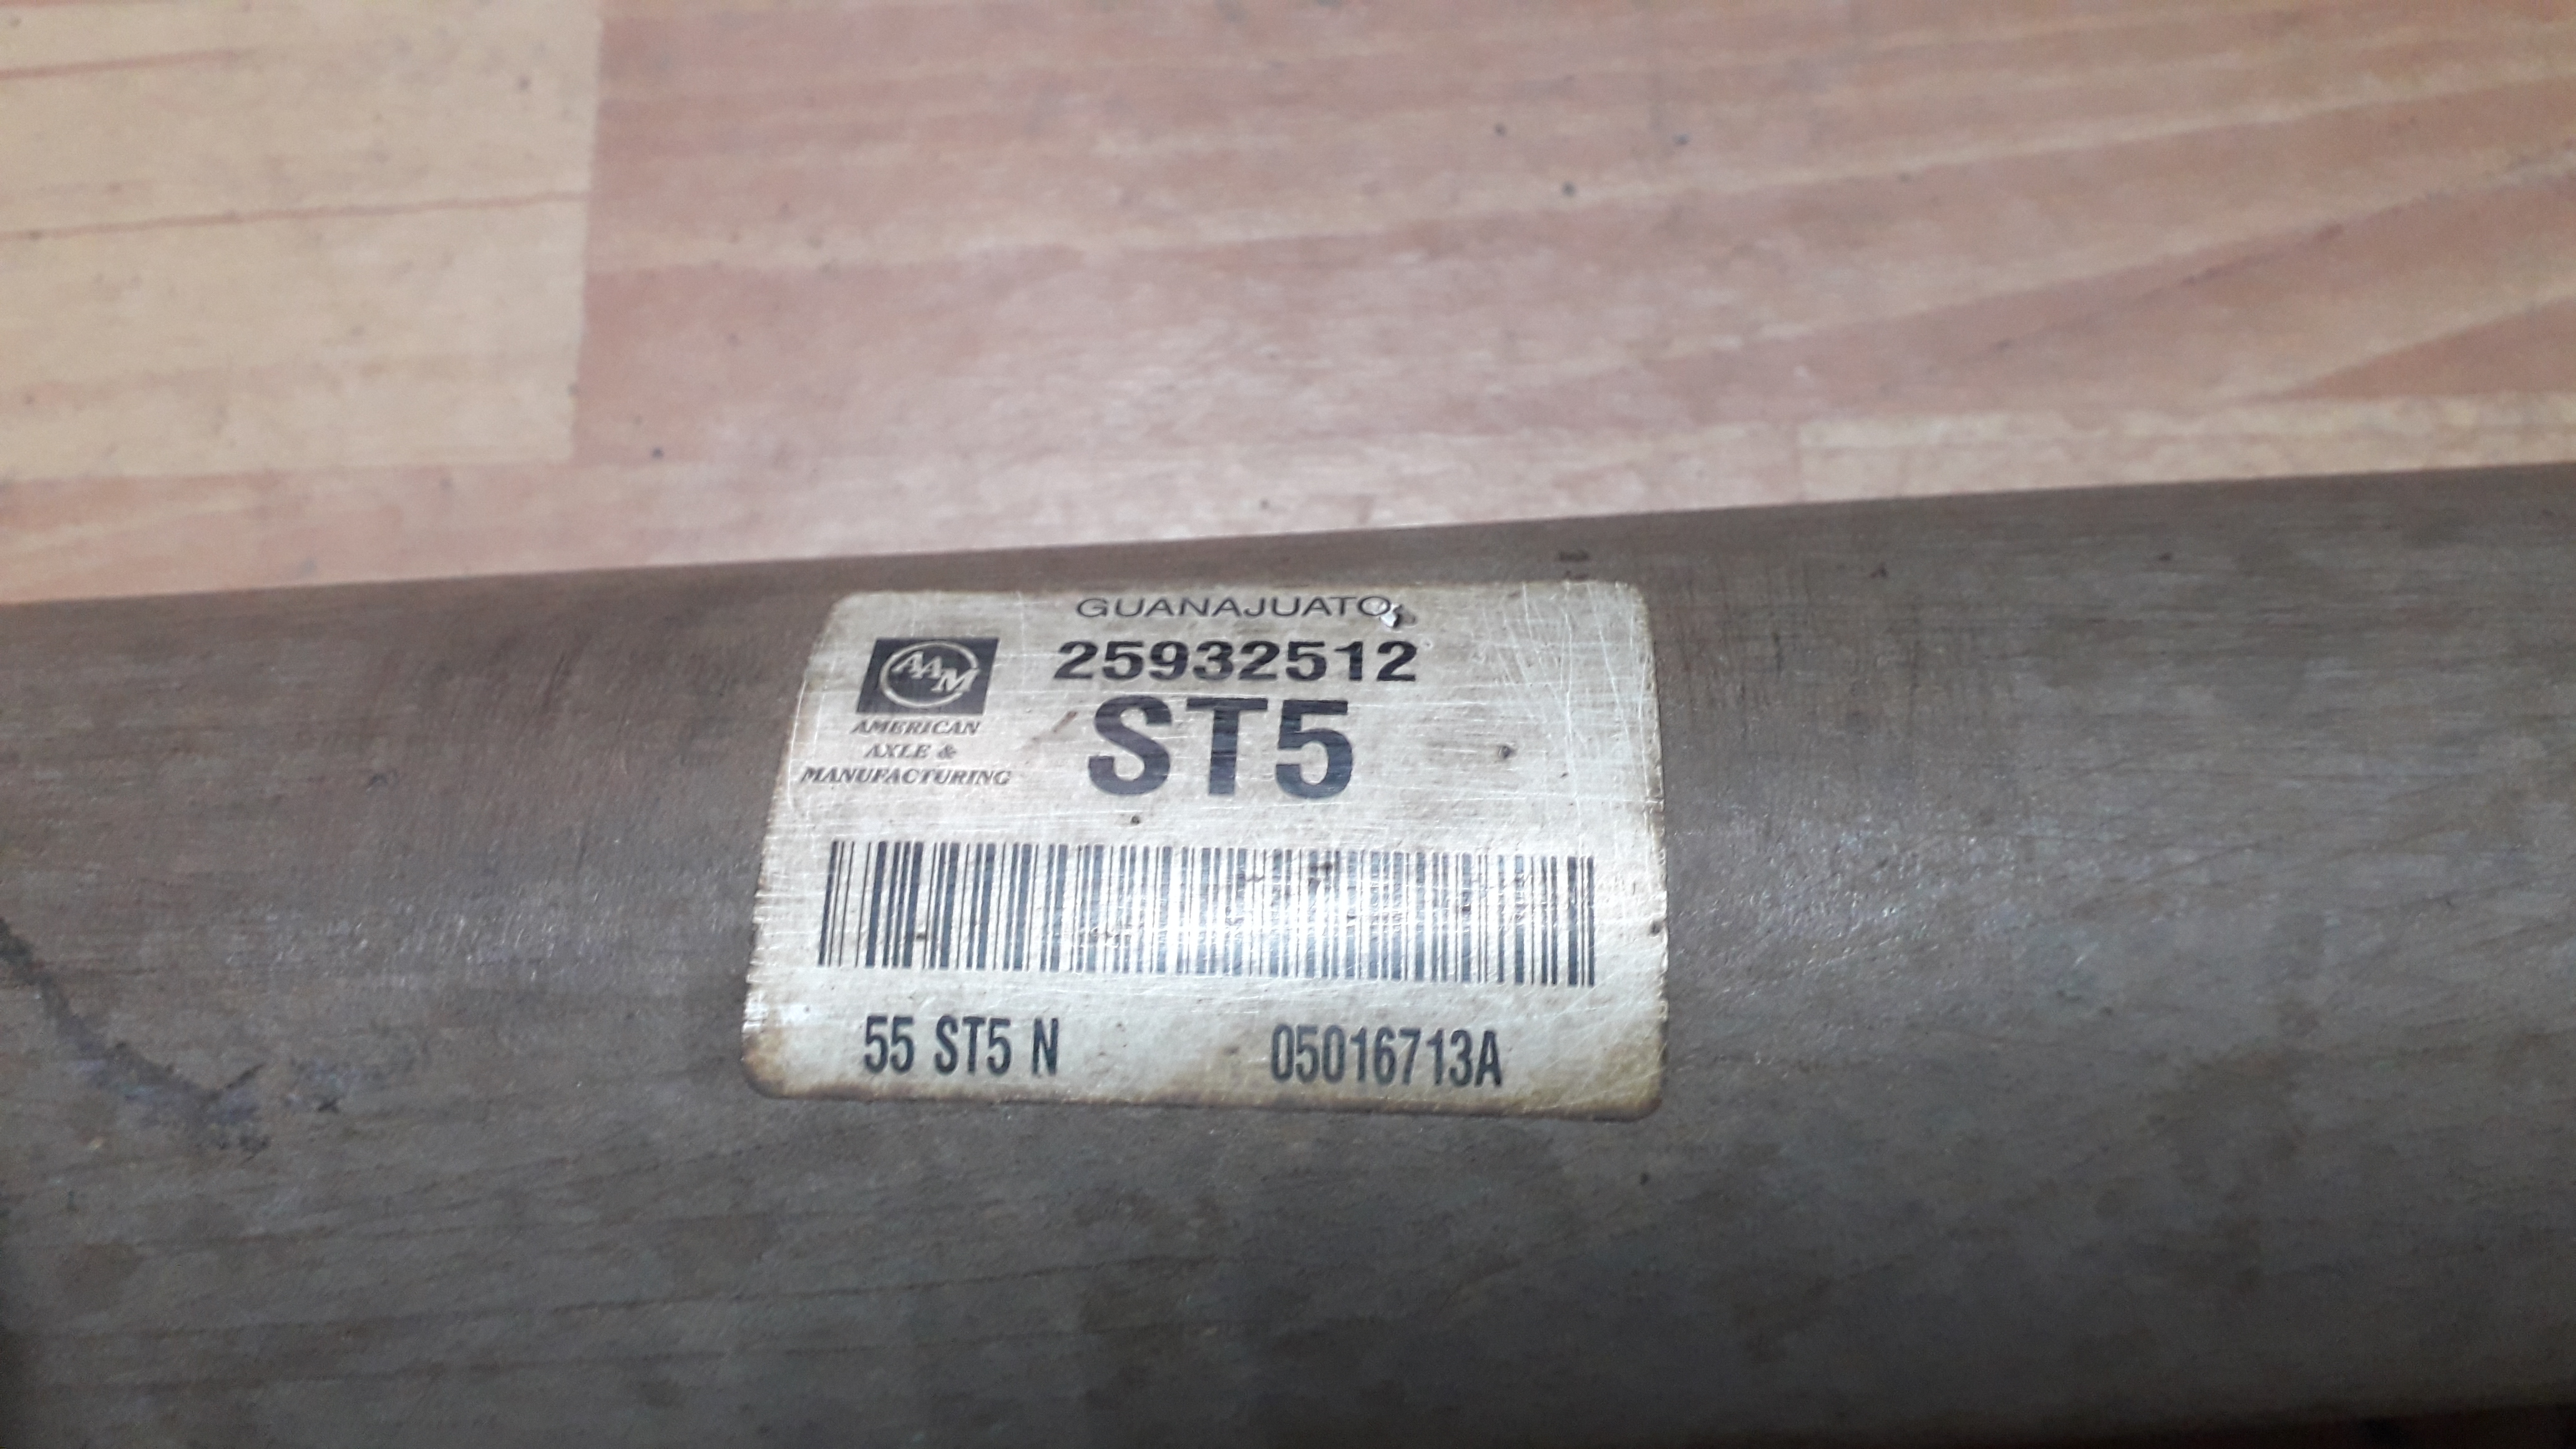 GUANAJUATO
25932512
AAM
ST5
AMERICAN
AXLE &
MANUFACTURING
55 ST5 N 05016713A